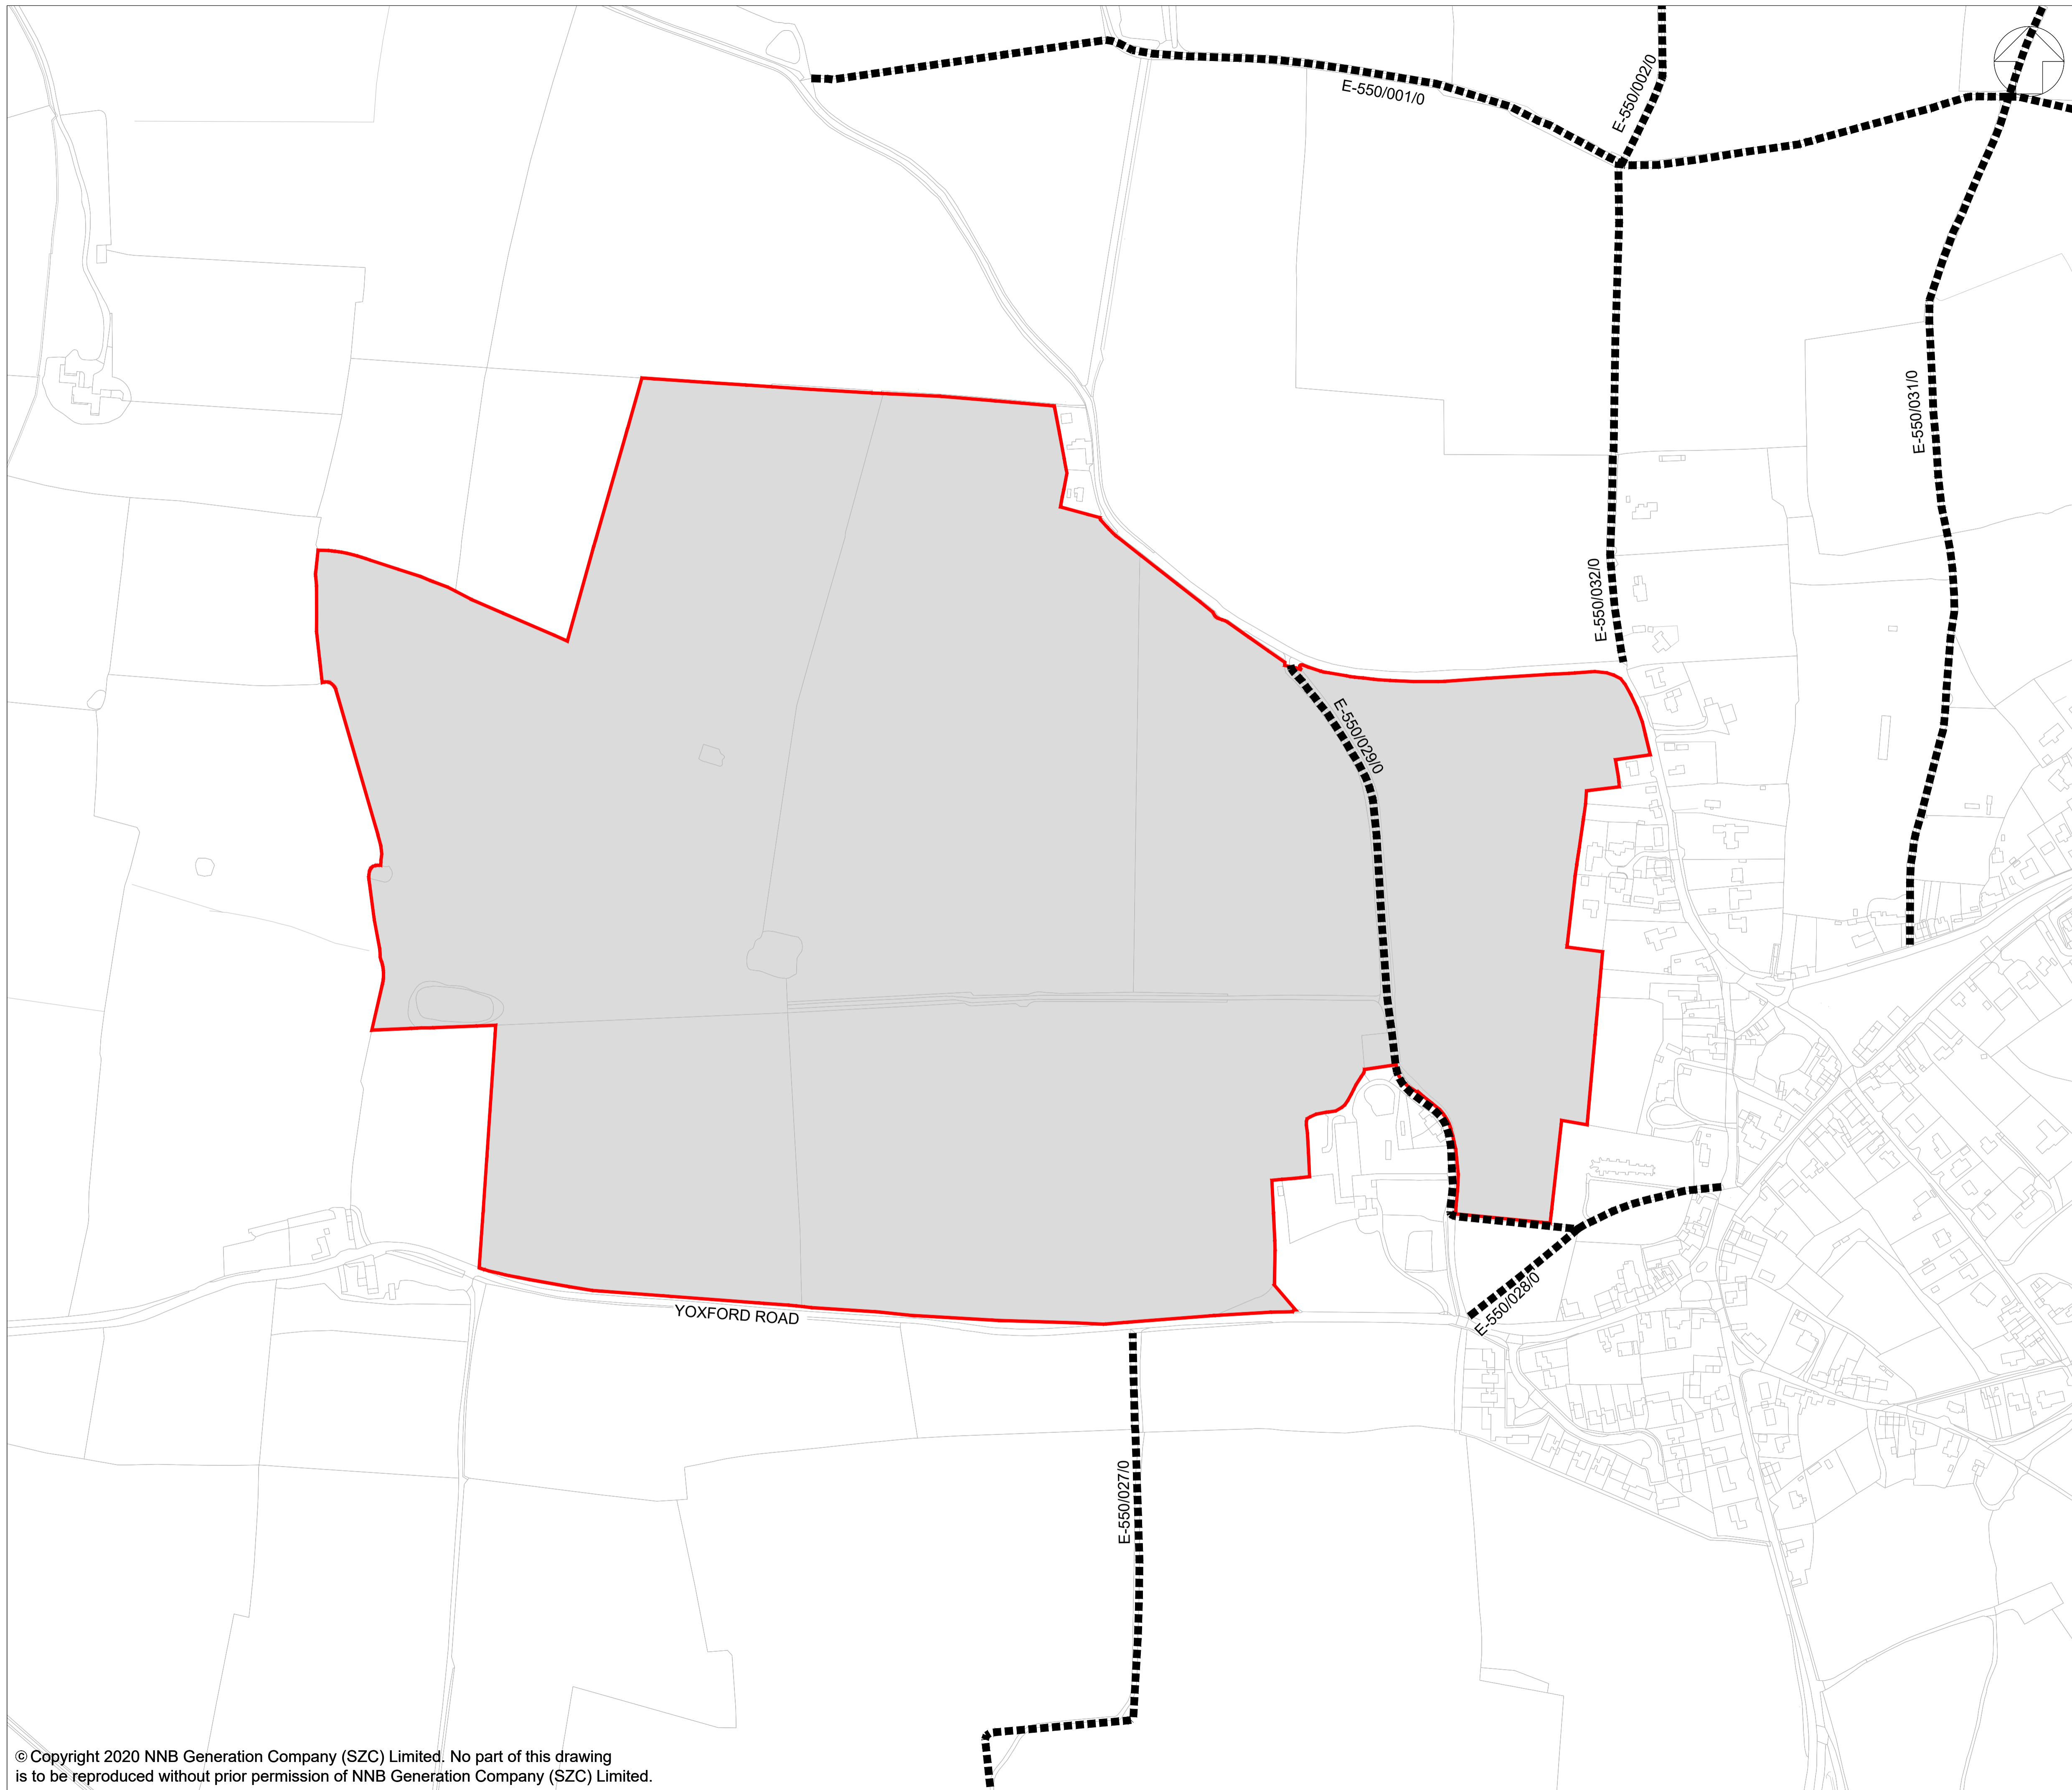 E-550/001/0
E-550/002/0
E-550/031/0
E-550/032/0
E-550/029/0
YOXFORD ROAD
E-550/028/0
E-550/027/0
© Copyright 2020 NNB Generation Company (SZC) Limited. No part of this drawing
is to be reproduced without prior permission of NNB Generation Company (SZC) Limited.